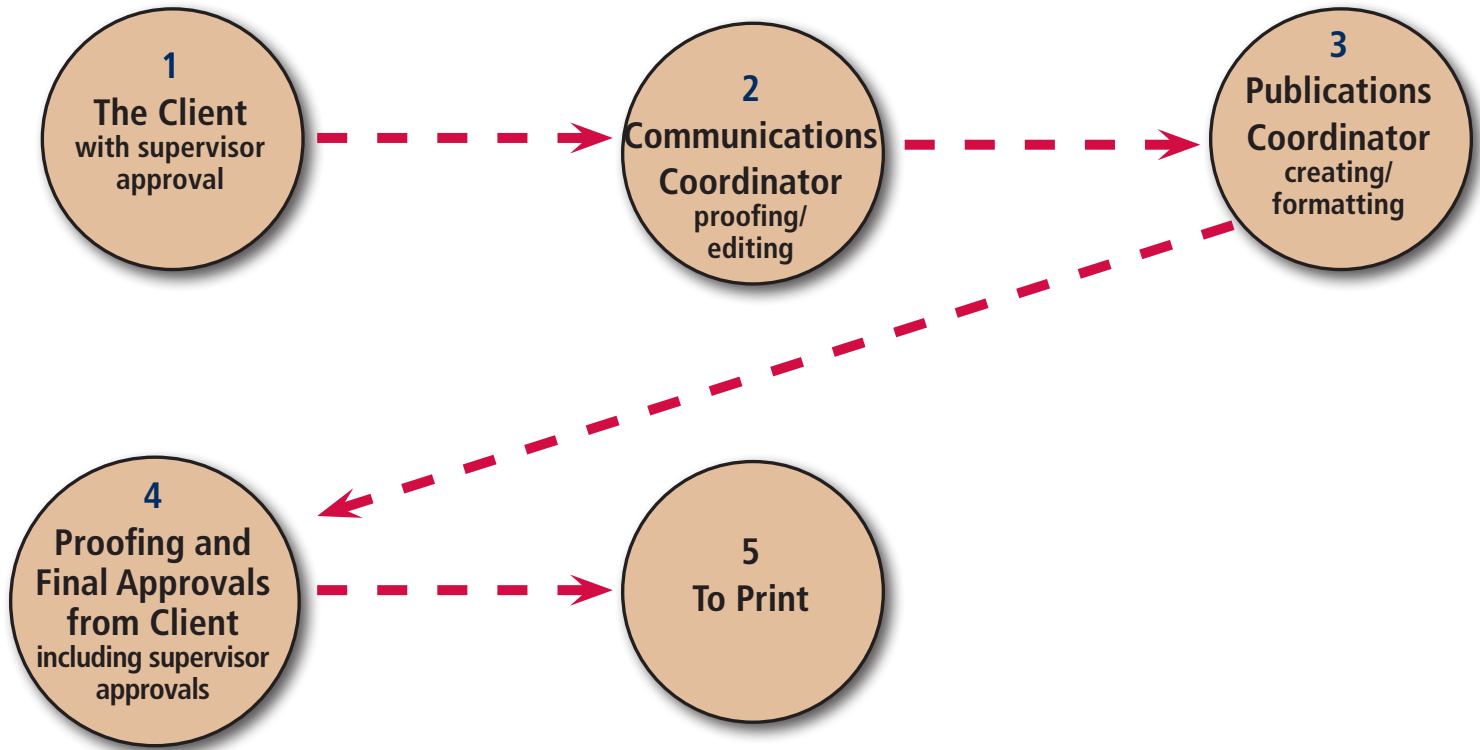 1
The Client
with supervisor
approval
2
Communications
Coordinator
proofing/
editing
3
Publications
Coordinator
creating/
formatting
4
Proofing and
Final Approvals
from Client
including supervisor
approvals
5
To Print